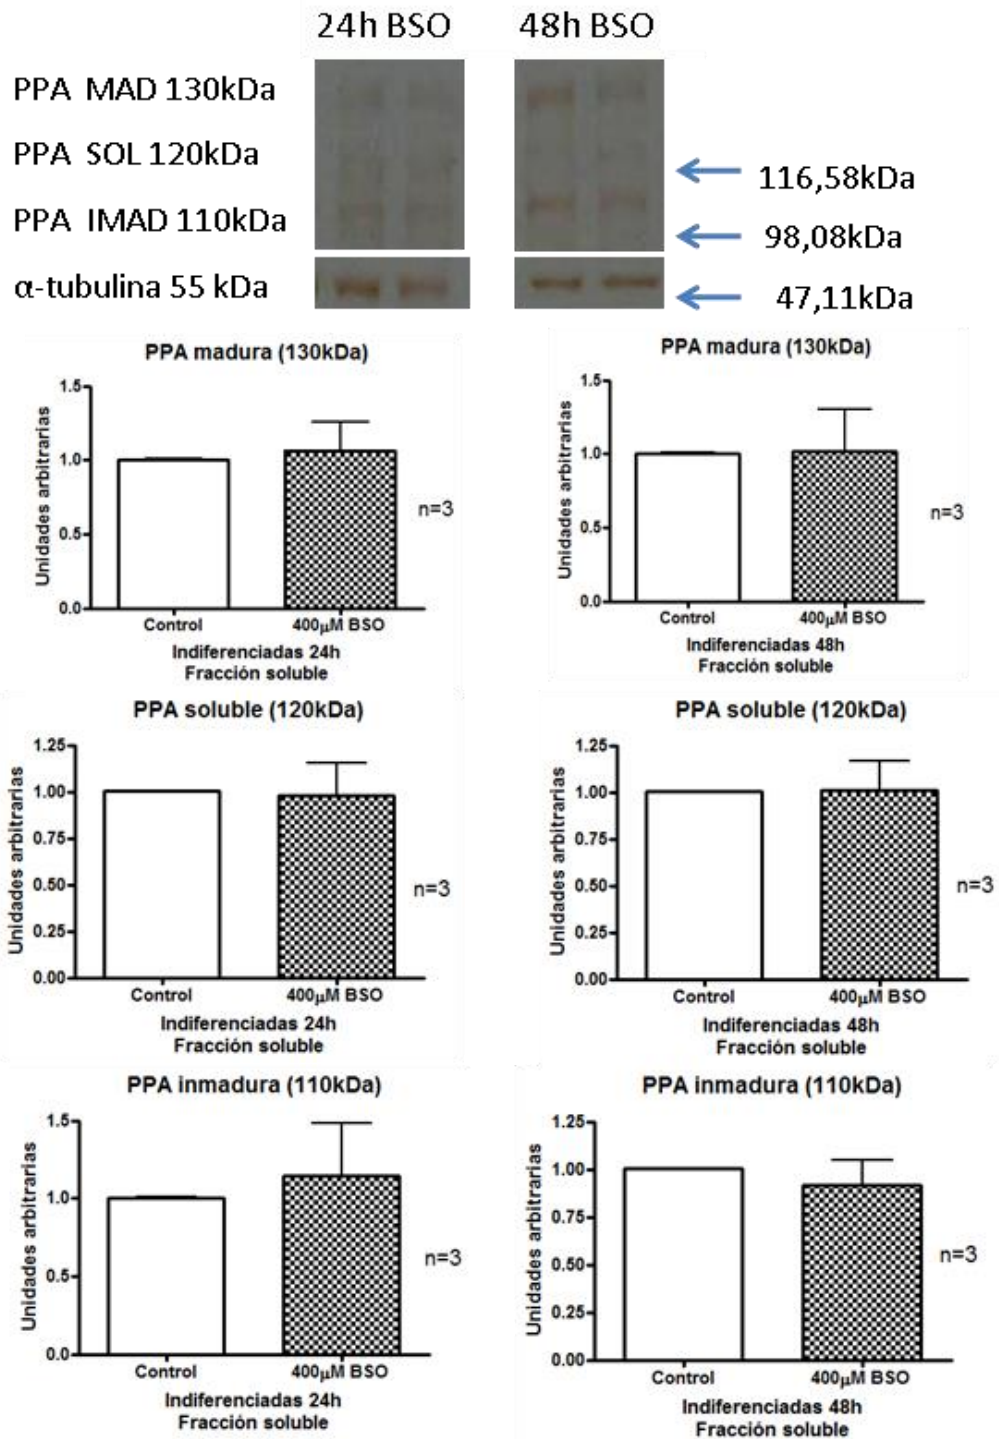 24h BSO 48h BSO
PPA MAD 130kDa
PPA SOL 120kDa
116,58kDa
PPA IMAD 110kDa
98,08kDa
α-tubulina 55 kDa
47,11kDa
PPA madura (130kDa)
Unidades arbitrarias
1.5
1.0
0.5
0.0
n=3
Control 400µM BSO
Indiferenciadas 24h
Fracción soluble
PPA madura (130kDa)
Unidades arbitrarias
1.5
1.0
0.5
0.0
n=3
Control 400µM BSO
Indiferenciadas 48h
Fracción soluble
PPA soluble (120kDa)
Unidades arbitrarias
1.25
1.00
0.75
0.50
0.25
0.00
n=3
Control 400µM BSO
Indiferenciadas 24h
Fracción soluble
PPA soluble (120kDa)
Unidades arbitrarias
1.25
1.00
0.75
0.50
0.25
0.00
n=3
Control 400µM BSO
Indiferenciadas 48h
Fracción soluble
PPA inmadura (110kDa)
Unidades arbitrarias
1.5
1.0
0.5
0.0
n=3
Control 400µM BSO
Indiferenciadas 24h
Fracción soluble
PPA inmadura (110kDa)
Unidades arbitrarias
1.25
1.00
0.75
0.50
0.25
0.00
n=3
Control 400µM BSO
Indiferenciadas 48h
Fracción soluble